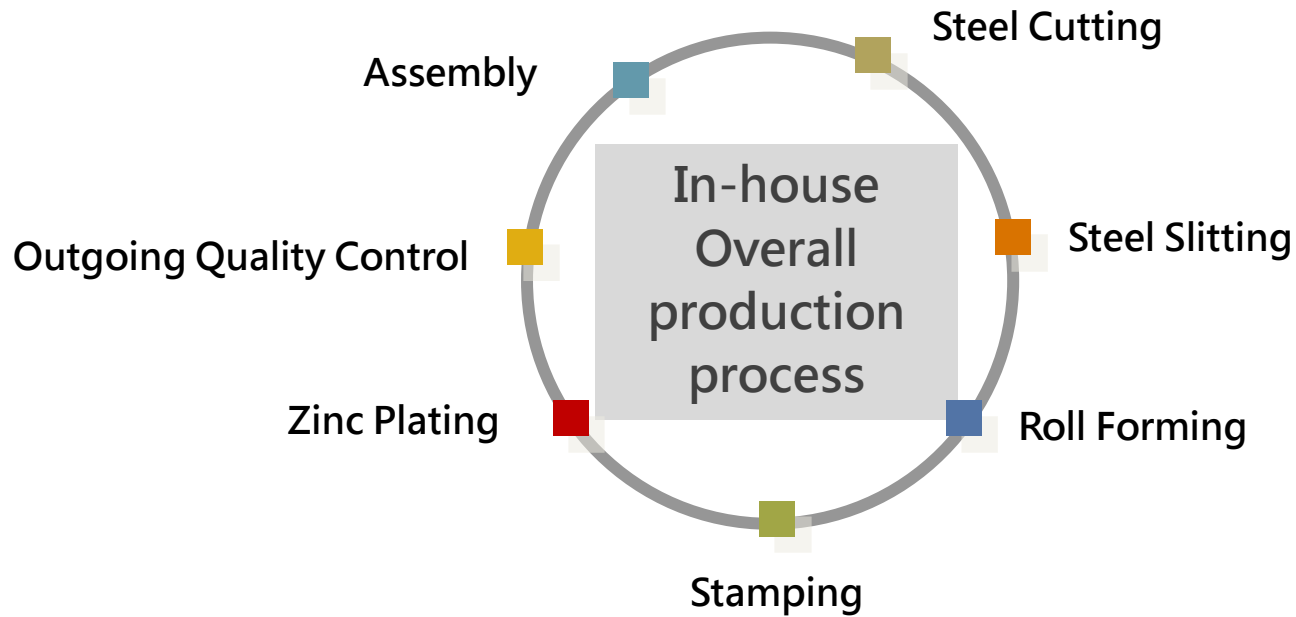 Steel Cutting
Assembly
In-house
Overall
production
process
Steel Slitting
Outgoing Quality Control
Zinc Plating
Roll Forming
Stamping